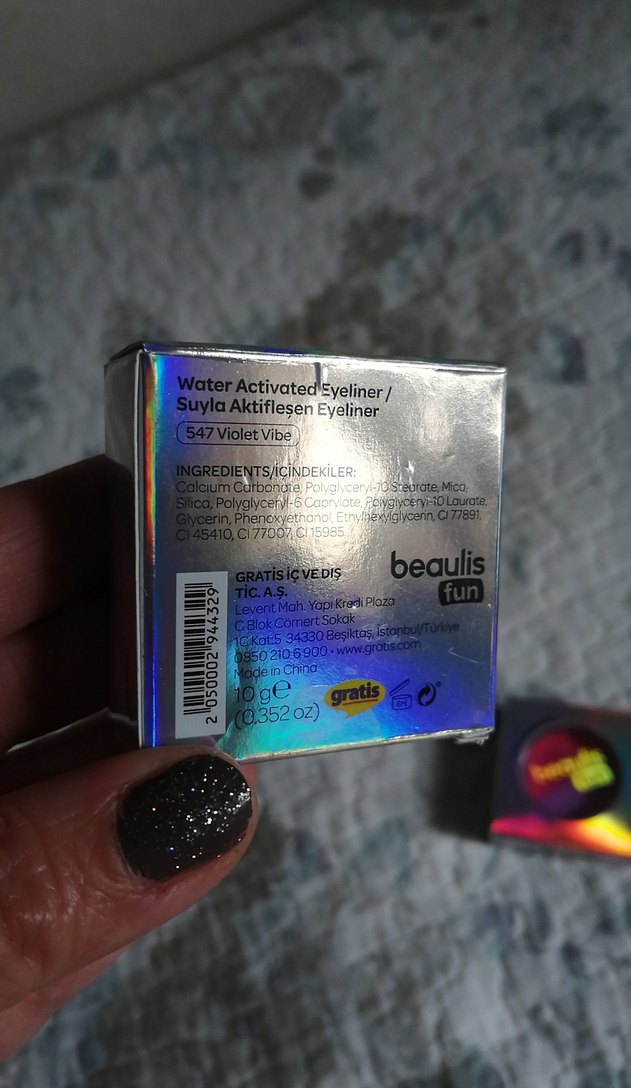 Water Activated Eyeliner /
Suyla Aktifleşen Eyeliner
547 Violet Vibe
INGREDIENTS/İÇİNDEKİLER:
Calcium Carbonate, Polyglyceryl-10 Stearate, Mica,
Silica, Polyglyceryl-6 Caprylate, Polyglyceryl-10 Laurate,
Glycerin, Phenoxyethanol, Ethylhexylglycerin, CI 77891,
CI 45410, CI 77007, CI 15985
beaulis
fun
GRATİS İÇ VE DIŞ
TİC. A.Ş.
Levent Mah. Yapı Kredi Plaza
C Blok Cömert Sokak
1C Kat:5 34330 Beşiktaş, İstanbul/Türkiye
0850 210 6 900 • www.gratis.com
Made in China
10 g e
(0.352 oz)
gratis
6M
2 050002 944329
beaulis
fun